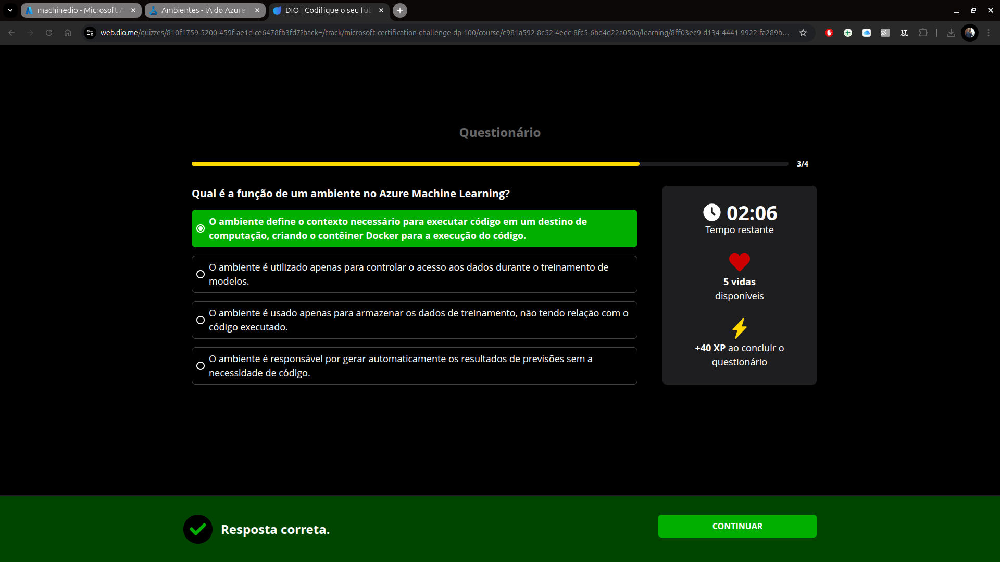 machinedio - Microsoft A
Ambientes - IA do Azure
DIO | Codifique o seu fut
web.dio.me/quizzes/810f1759-5200-459f-ae1d-ce6478fb3fd7?back=/track/microsoft-certification-challenge-dp-100/course/c981a592-8c52-4edc-8fc5-6bd4d22a050a/learning/8ff03ec9-d134-4441-9922-fa289b...
Questionário
3/4
Qual é a função de um ambiente no Azure Machine Learning?
O ambiente define o contexto necessário para executar código em um destino de
computação, criando o contêiner Docker para a execução do código.
O ambiente é utilizado apenas para controlar o acesso aos dados durante o treinamento de
modelos.
O ambiente é usado apenas para armazenar os dados de treinamento, não tendo relação com o
código executado.
O ambiente é responsável por gerar automaticamente os resultados de previsões sem a
necessidade de código.
02:06
Tempo restante
5 vidas
disponíveis
+40 XP ao concluir o
questionário
Resposta correta.
CONTINUAR